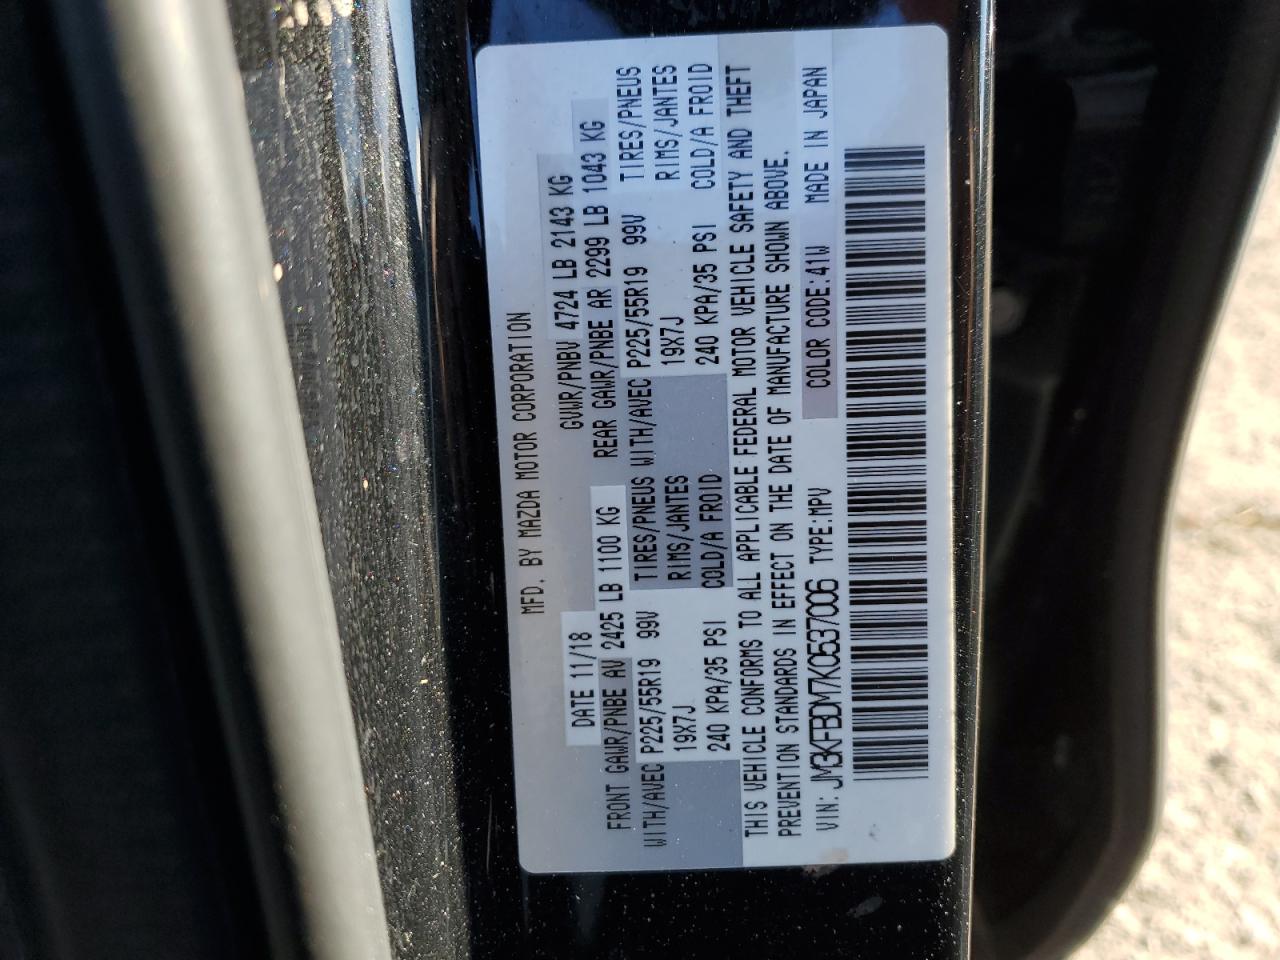 MFD. BY MAZDA MOTOR CORPORATION
DATE 11/18 GVWR/PNBV 4724 LB 2143 KG
FRONT GAWR/PNBE AV 2425 LB 1100 KG REAR GAWR/PNBE AR 2299 LB 1043 KG
WITH/AVEC P225/55R19 99V TIRES/PNEUS WITH/AVEC P225/55R19 99V TIRES/PNEUS
19X7J RIMS/JANTES 19X7J RIMS/JANTES
240 KPA/35 PSI COLD/A FROID 240 KPA/35 PSI COLD/A FROID
THIS VEHICLE CONFORMS TO ALL APPLICABLE FEDERAL MOTOR VEHICLE SAFETY AND THEFT
PREVENTION STANDARDS IN EFFECT ON THE DATE OF MANUFACTURE SHOWN ABOVE.
VIN: JM3KFBDM7K0537006 TYPE:MPV COLOR CODE:41W MADE IN JAPAN